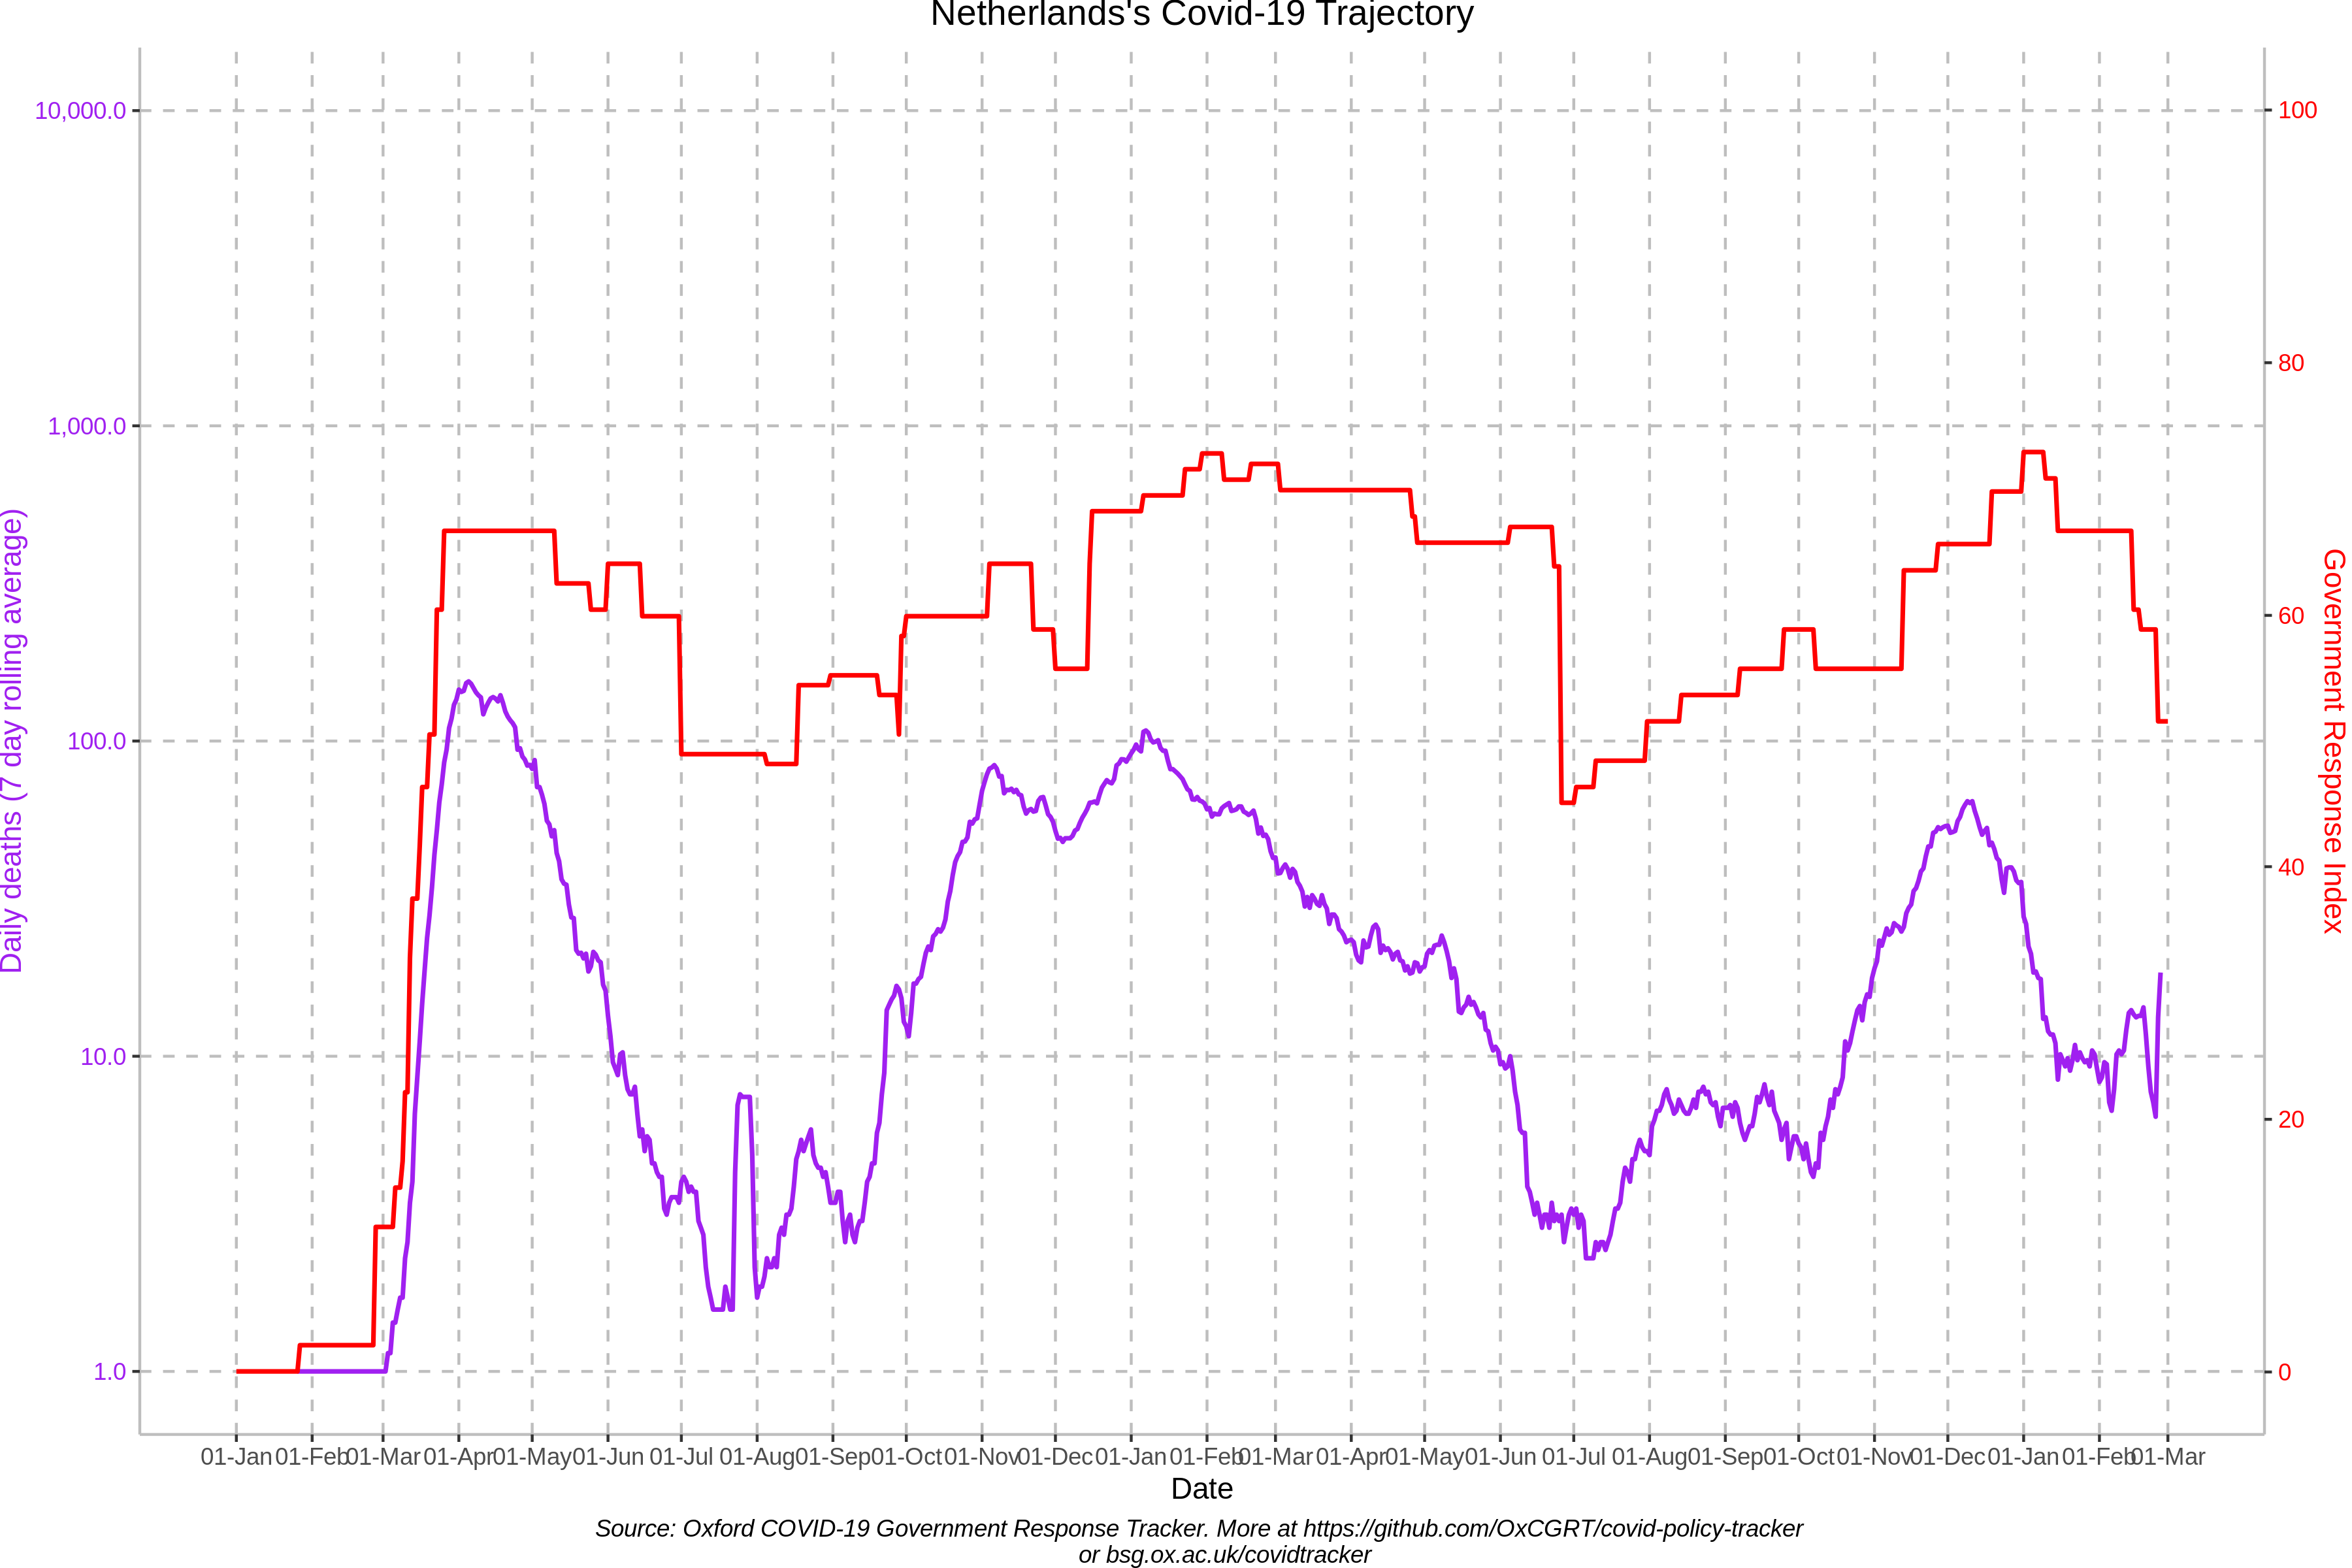 Netherlands's Covid-19 Trajectory
10,000.0
1,000.0
100.0
10.0
1.0
Daily deaths (7 day rolling average)
100
80
60
40
20
0
Government Response Index
01-Jan 01-Feb 01-Mar 01-Apr 01-May 01-Jun 01-Jul 01-Aug 01-Sep 01-Oct 01-Nov 01-Dec 01-Jan 01-Feb 01-Mar 01-Apr 01-May 01-Jun 01-Jul 01-Aug 01-Sep 01-Oct 01-Nov 01-Dec 01-Jan 01-Feb 01-Mar
Date
Source: Oxford COVID-19 Government Response Tracker. More at https://github.com/OxCGRT/covid-policy-tracker
or bsg.ox.ac.uk/covidtracker